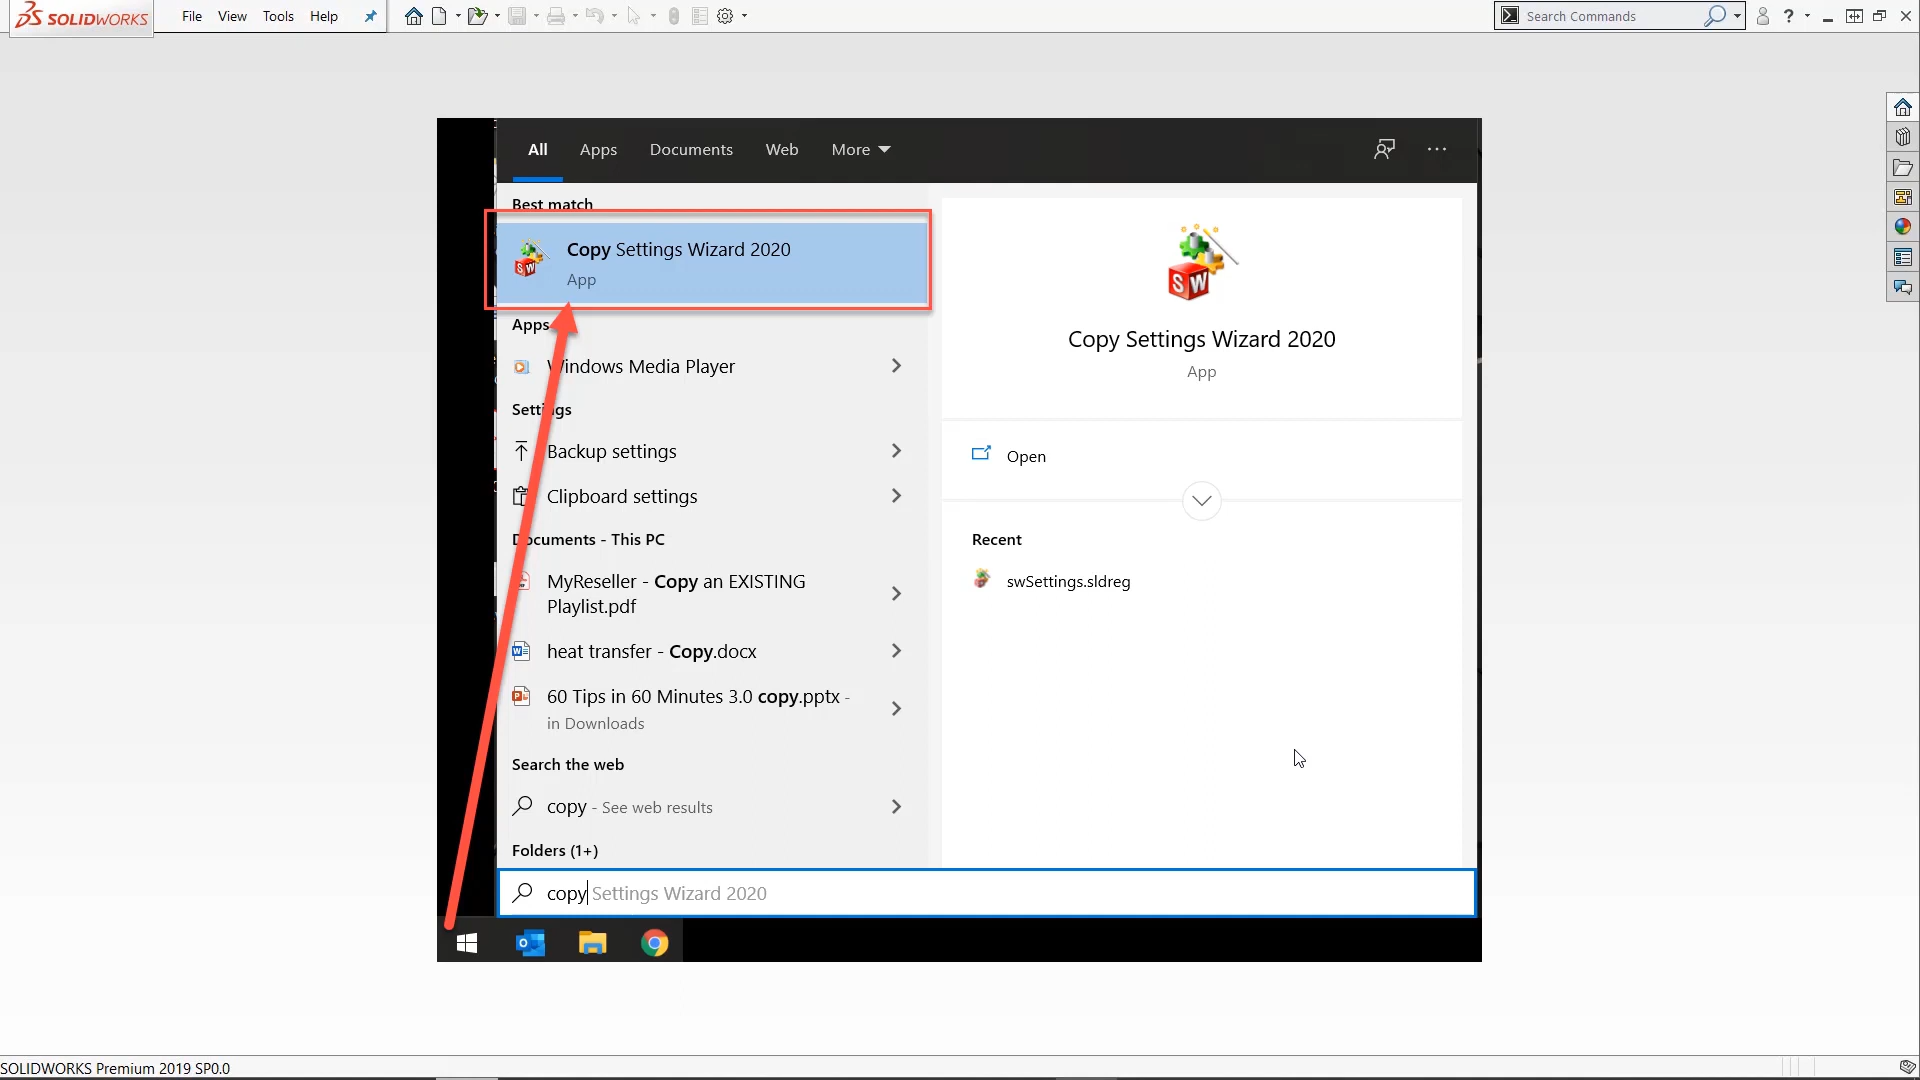 SOLIDWORKS
File View Tools Help
Search Commands
?
All Apps Documents Web More
Best match
Copy Settings Wizard 2020
App
Apps
Windows Media Player
Settings
Backup settings
Clipboard settings
Documents - This PC
MyReseller - Copy an EXISTING
Playlist.pdf
heat transfer - Copy.docx
60 Tips in 60 Minutes 3.0 copy.pptx -
in Downloads
Search the web
copy - See web results
Folders (1+)
copy Settings Wizard 2020
SW
Copy Settings Wizard 2020
App
Open
Recent
swSettings.sldreg
SOLIDWORKS Premium 2019 SP0.0